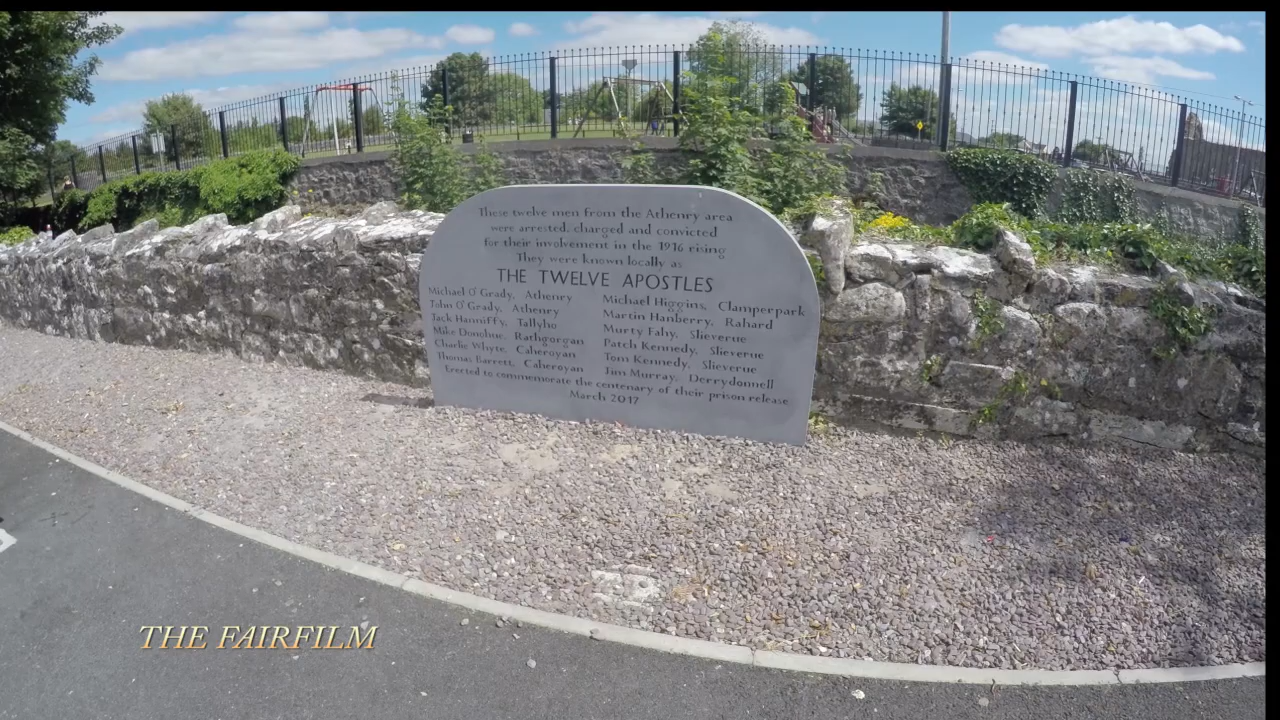 These twelve men from the Athenry area
were arrested, charged and convicted
for their involvement in the 1916 rising
They were known locally as
THE TWELVE APOSTLES
Michael O'Grady, Athenry
John O'Grady, Athenry
Jack Hanniffy, Tallyho
Mike Donohue, Rathgorgan
Charlie Whyte, Caheroyan
Thomas Barrett, Caheroyan
Michael Higgins, Clamperpark
Martin Hanberry, Rahard
Murty Fahy, Slieverue
Patch Kennedy, Slieverue
Tom Kennedy, Slieverue
Jim Murray, Derrydonnell
Erected to commemorate the centenary of their prison release
March 2017
THE FAIRFILM